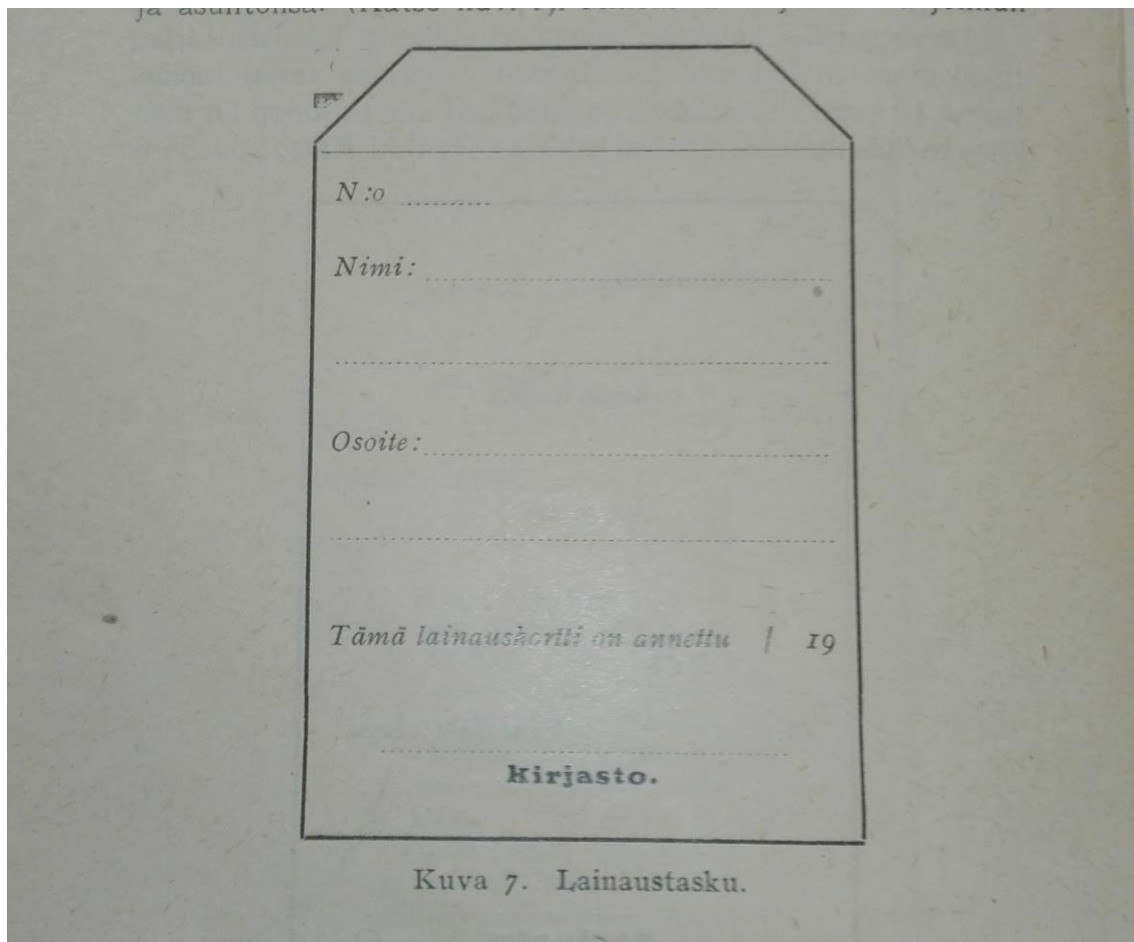 N:o
Nimi:
Osoite:
Tämä lainauskortti on annettu / 19
Kirjasto.
Kuva 7. Lainaustasku.